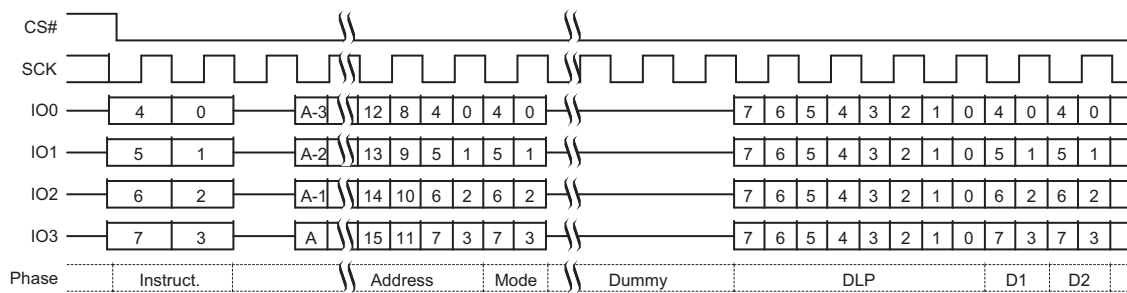 CS#
SCK
IO0 4 0 A-3 12 8 4 0 4 0 7 6 5 4 3 2 1 0 4 0 4 0
IO1 5 1 A-2 13 9 5 1 5 1 7 6 5 4 3 2 1 0 5 1 5 1
IO2 6 2 A-1 14 10 6 2 6 2 7 6 5 4 3 2 1 0 6 2 6 2
IO3 7 3 A 15 11 7 3 7 3 7 6 5 4 3 2 1 0 7 3 7 3
Phase Instruct. Address Mode Dummy DLP D1 D2